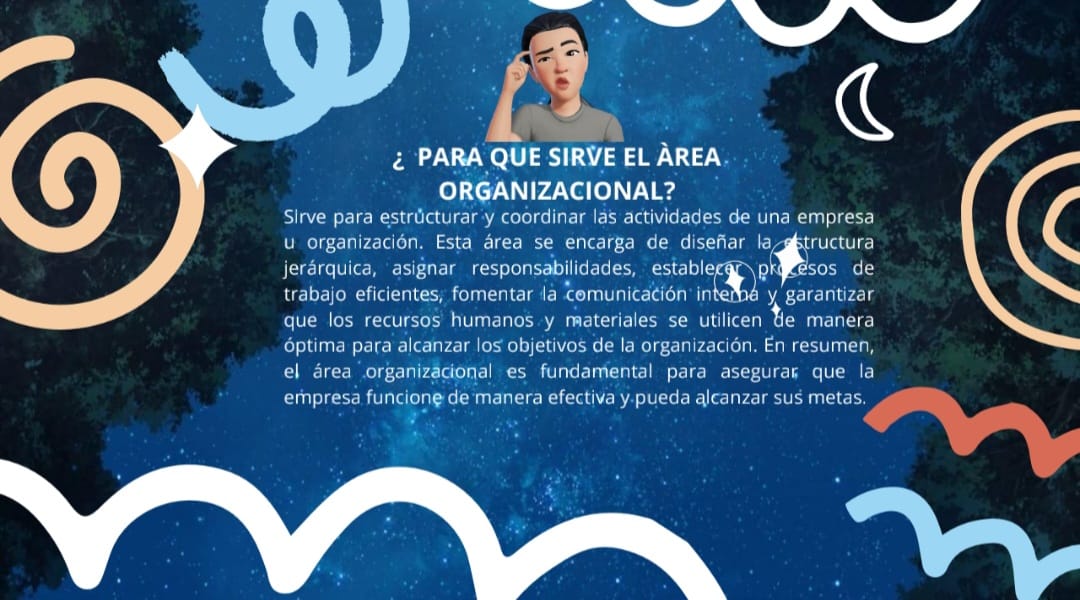 ¿ PARA QUE SIRVE EL ÀREA
ORGANIZACIONAL?
SIrve para estructurar y coordinar las actividades de una empresa
u organización. Esta área se encarga de diseñar la estructura
jerárquica, asignar responsabilidades, establecer procesos de
trabajo eficientes, fomentar la comunicación interna y garantizar
que los recursos humanos y materiales se utilicen de manera
óptima para alcanzar los objetivos de la organización. En resumen,
el área organizacional es fundamental para asegurar que la
empresa funcione de manera efectiva y pueda alcanzar sus metas.